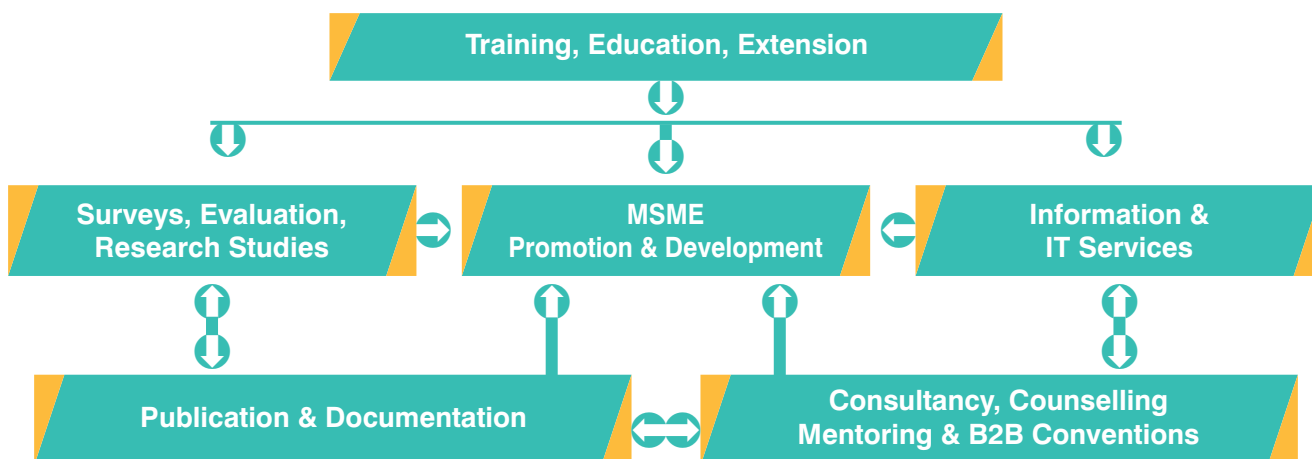 Training, Education, Extension
Surveys, Evaluation,
Research Studies
MSME
Promotion & Development
Information &
IT Services
Publication & Documentation
Consultancy, Counselling
Mentoring & B2B Conventions